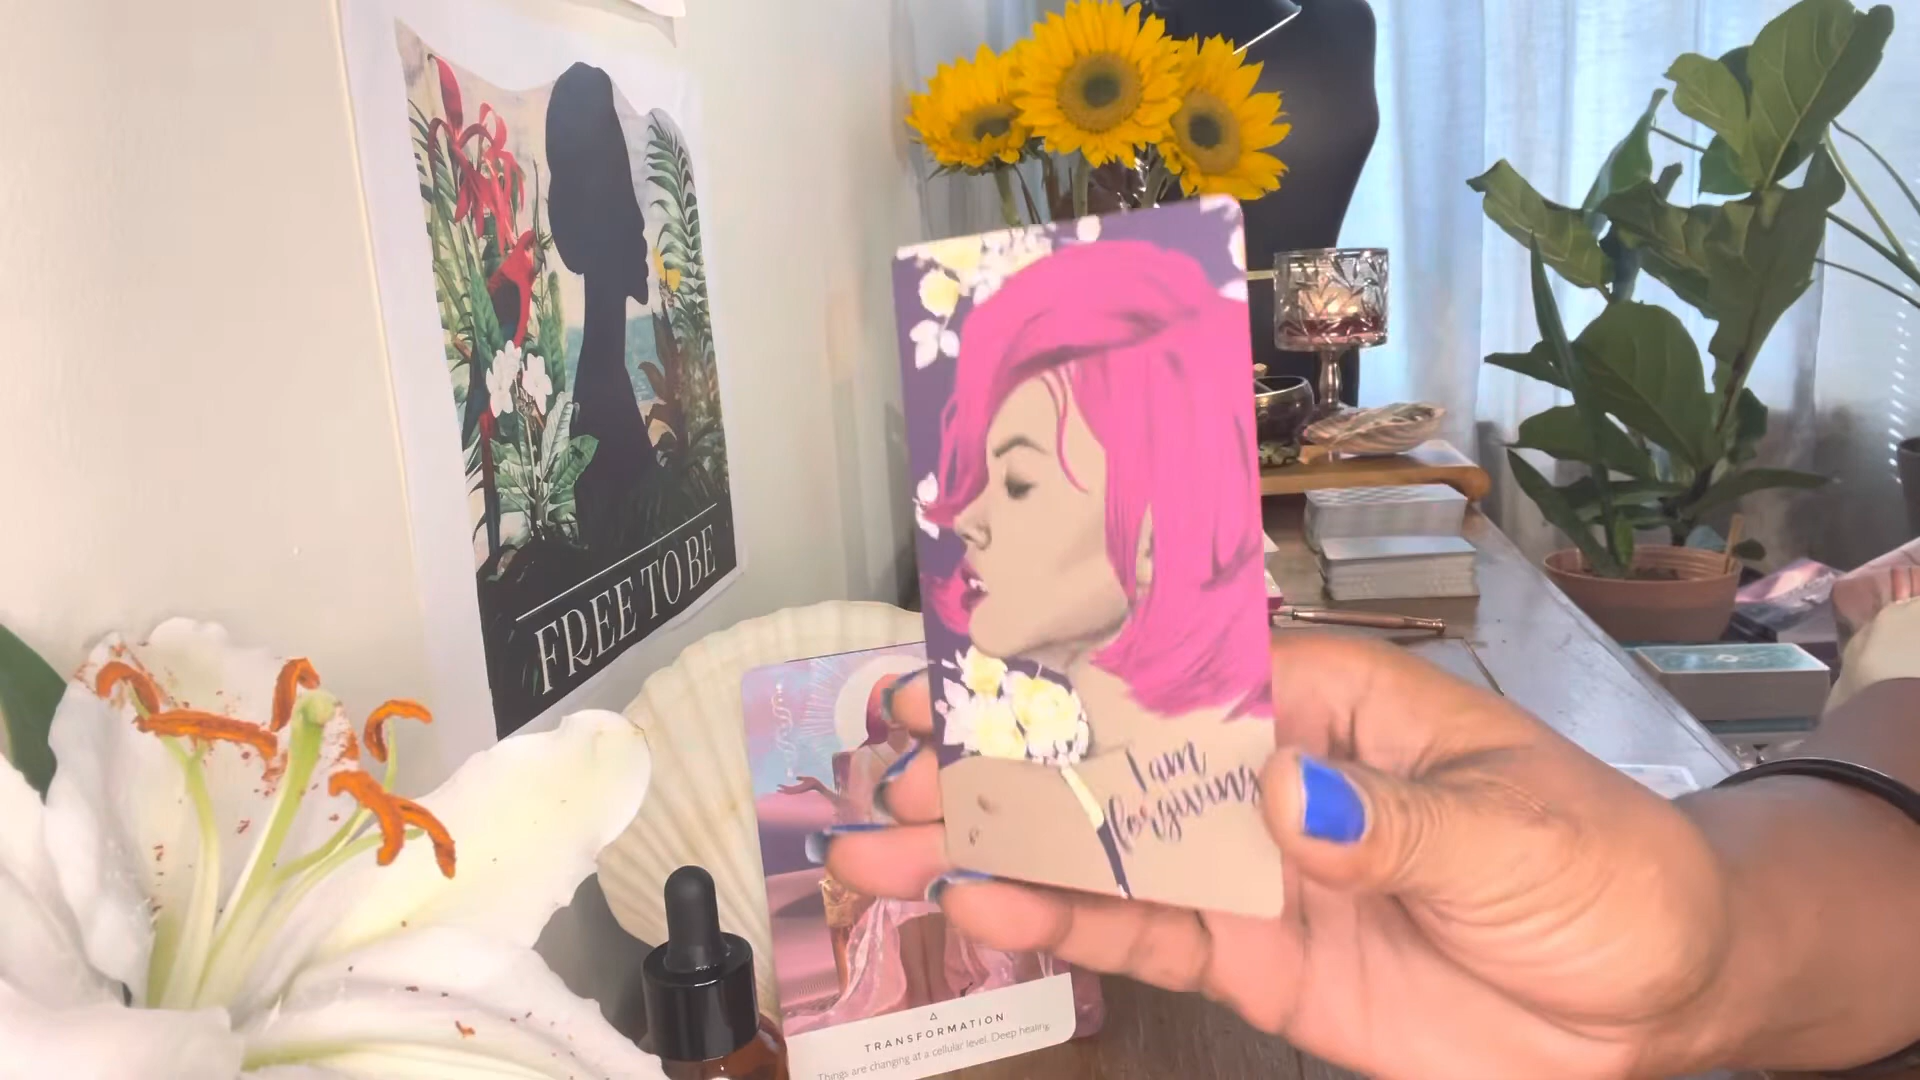 FREE TO BE
I am
forgiving
TRANSFORMATION
Things are changing at a cellular level. Deep healing